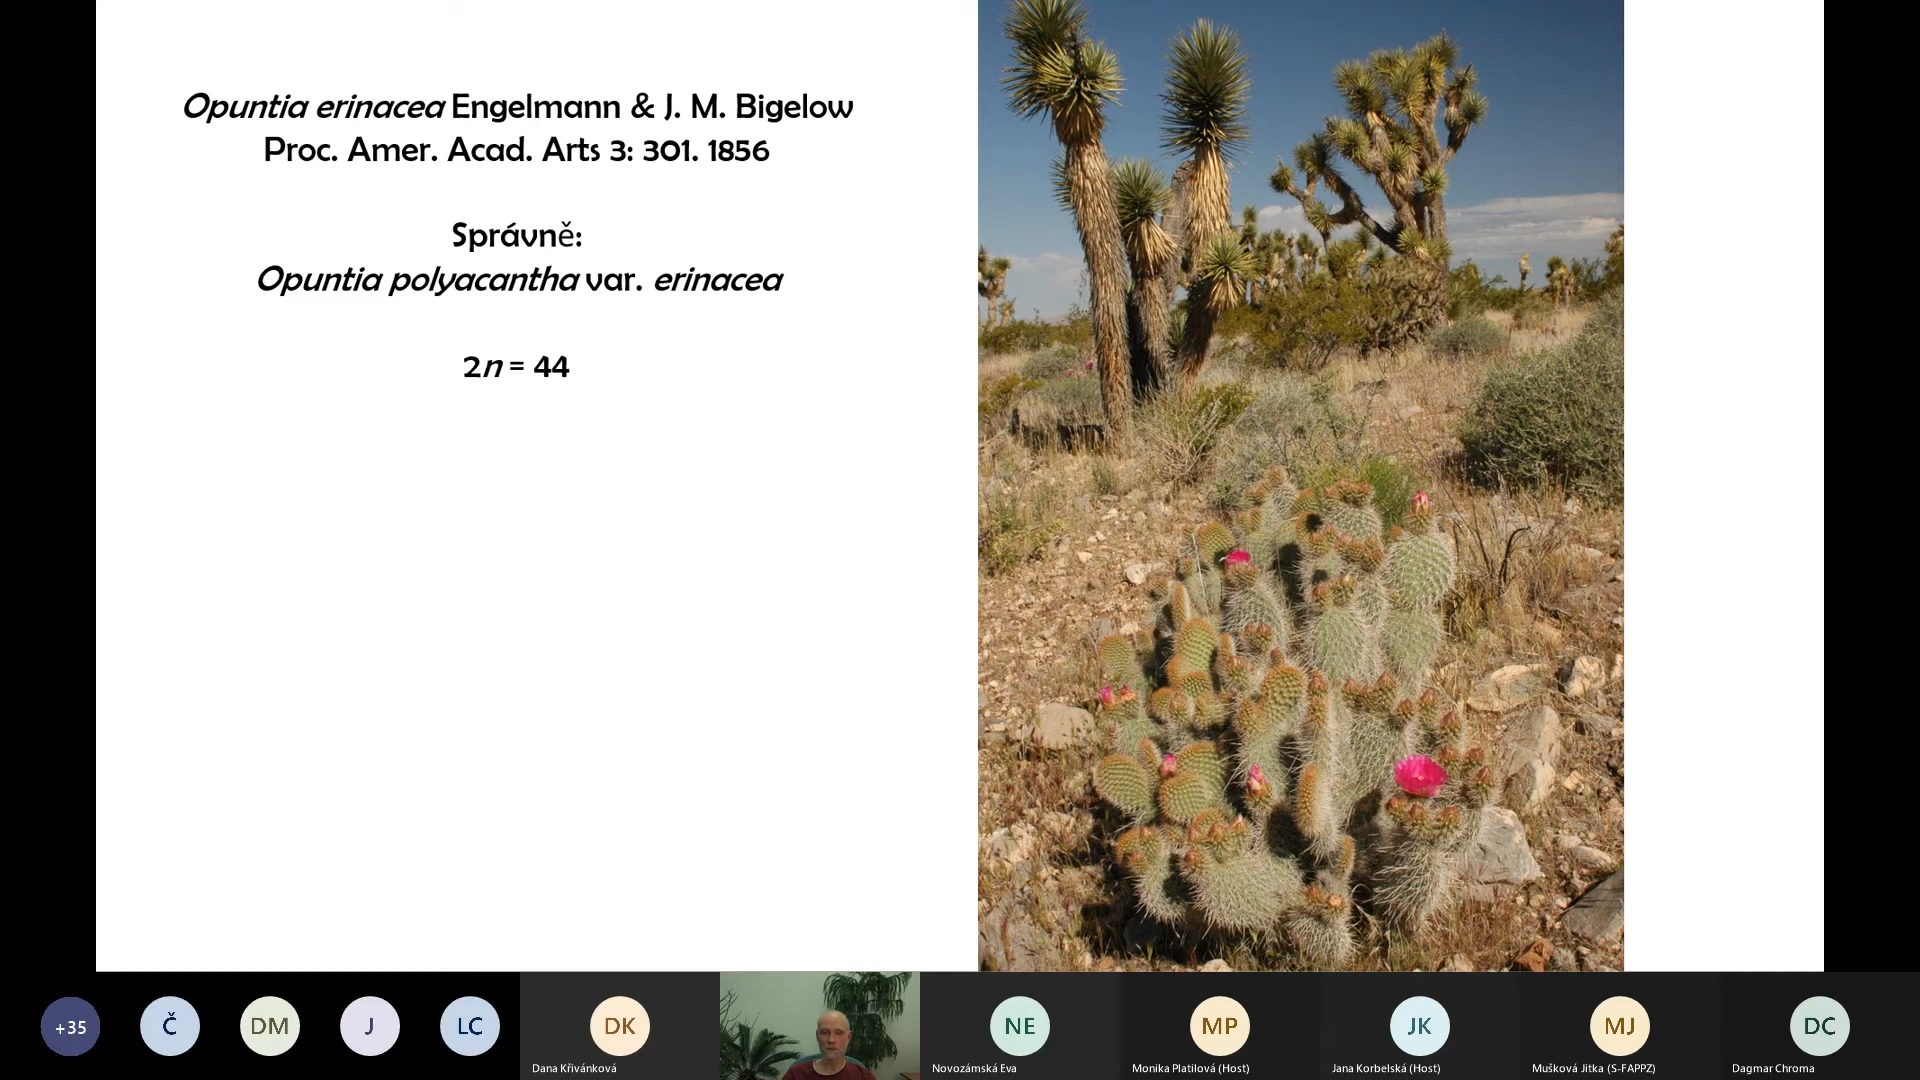 Opuntia erinacea Engelmann & J. M. Bigelow
Proc. Amer. Acad. Arts 3: 301. 1856
Správně:
Opuntia polyacantha var. erinacea
2n = 44
+35
Č
DM
J
LC
DK
NE
MP
JK
MJ
DC
Dana Křivánková
Novozámská Eva
Monika Platilová (Host)
Jana Korbelská (Host)
Mušková Jitka (S-FAPPZ)
Dagmar Chroma